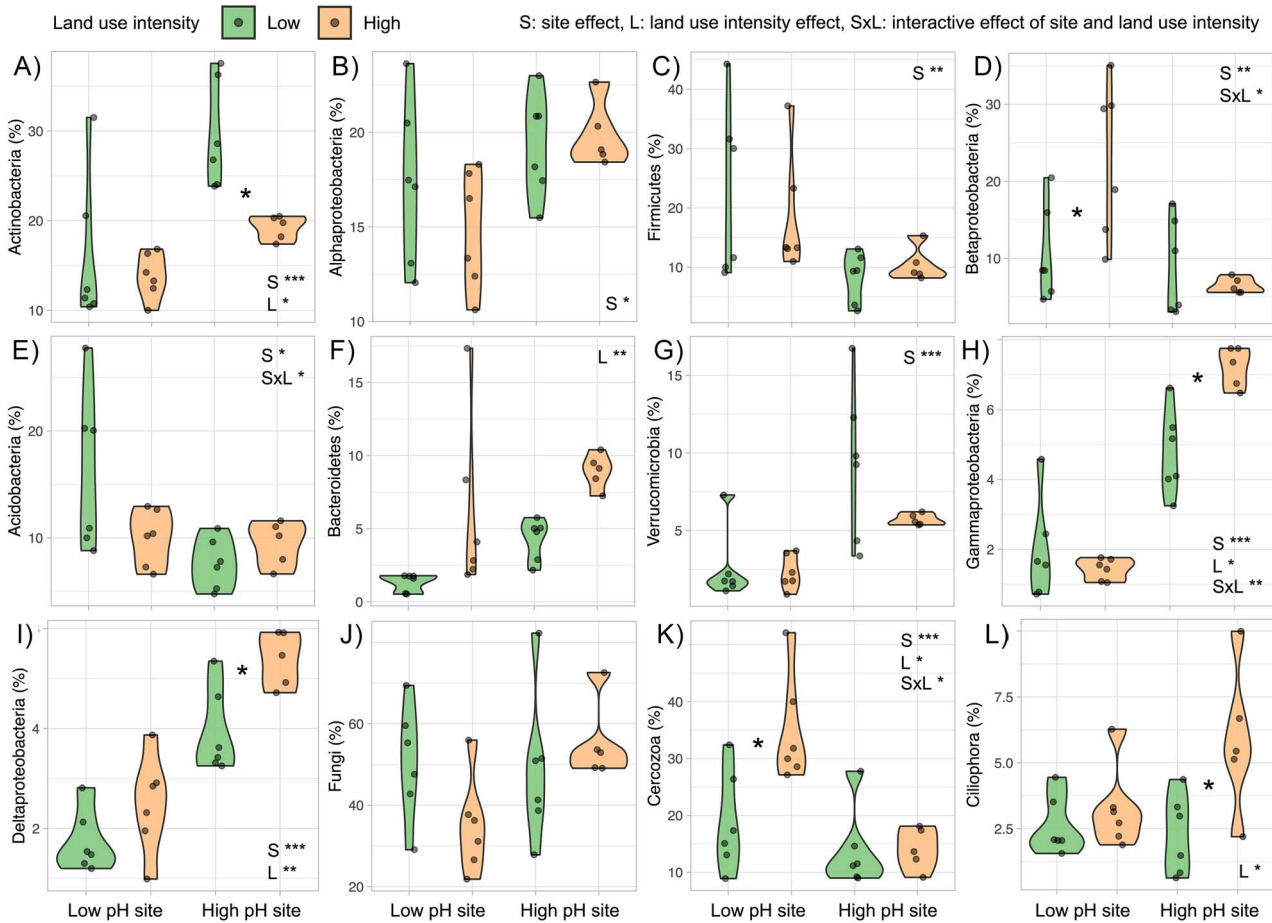 Land use intensity Low High S: site effect, L: land use intensity effect, SxL: interactive effect of site and land use intensity
A)
Actinobacteria (%)
30
20
10
*
S ***
L *
B)
Alphaproteobacteria (%)
20
15
10
S *
C)
Firmicutes (%)
40
30
20
10
S **
D)
Betaproteobacteria (%)
30
20
10
*
S **
SxL *
E)
Acidobacteria (%)
20
10
S *
SxL *
F)
Bacteroidetes (%)
15
10
5
0
L **
G)
Verrucomicrobia (%)
15
10
5
S ***
H)
Gammaproteobacteria (%)
6
4
2
*
S ***
L *
SxL **
I)
Deltaproteobacteria (%)
4
2
*
S ***
L **
J)
Fungi (%)
60
40
20
K)
Cercozoa (%)
50
40
30
20
10
*
S ***
L *
SxL *
L)
Ciliophora (%)
7.5
5.0
2.5
*
L *
Low pH site High pH site Low pH site High pH site Low pH site High pH site Low pH site High pH site